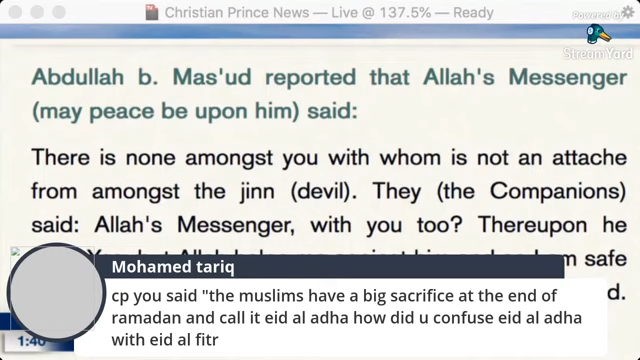 Christian Prince News — Live @ 137.5% — Ready
Powered by
StreamYard
Abdullah b. Mas'ud reported that Allah's Messenger
(may peace be upon him) said:
There is none amongst you with whom is not an attache
from amongst the jinn (devil). They (the Companions)
said: Allah's Messenger, with you too? Thereupon he
safe
d.
Mohamed tariq
cp you said "the muslims have a big sacrifice at the end of
ramadan and call it eid al adha how did u confuse eid al adha
with eid al fitr
1:40